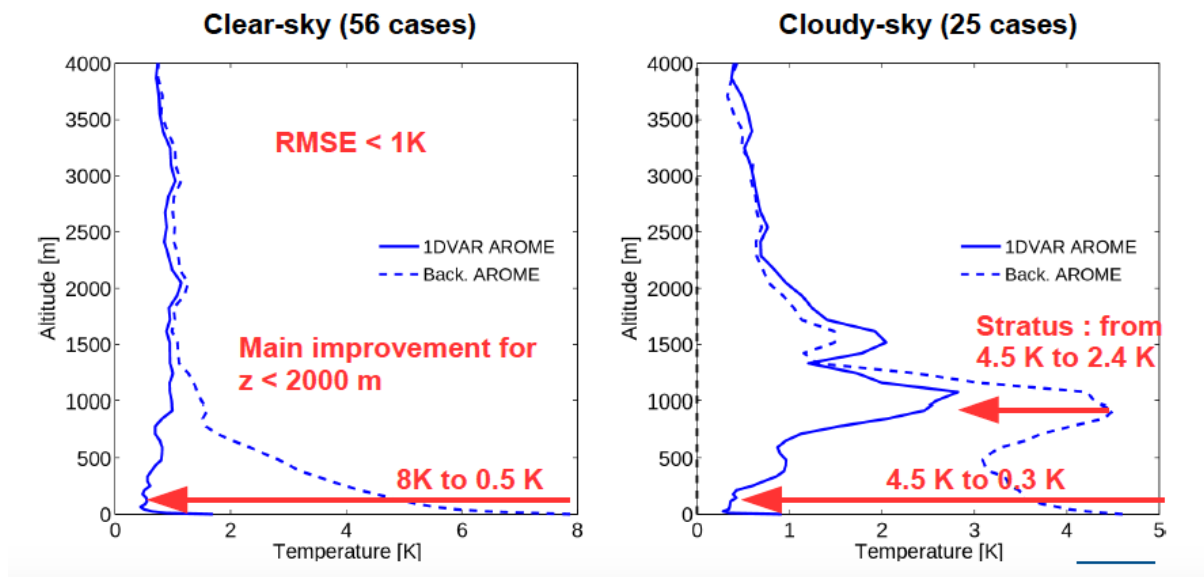 Clear-sky (56 cases)
4000
3500
3000
2500
2000
1500
1000
500
0
Altitude [m]
RMSE < 1K
1DVAR AROME
Back. AROME
Main improvement for
z < 2000 m
8K to 0.5 K
0 2 4 6 8
Temperature [K]
Cloudy-sky (25 cases)
4000
3500
3000
2500
2000
1500
1000
500
0
Altitude [m]
1DVAR AROME
Back. AROME
Stratus : from
4.5 K to 2.4 K
4.5 K to 0.3 K
0 1 2 3 4 5
Temperature [K]